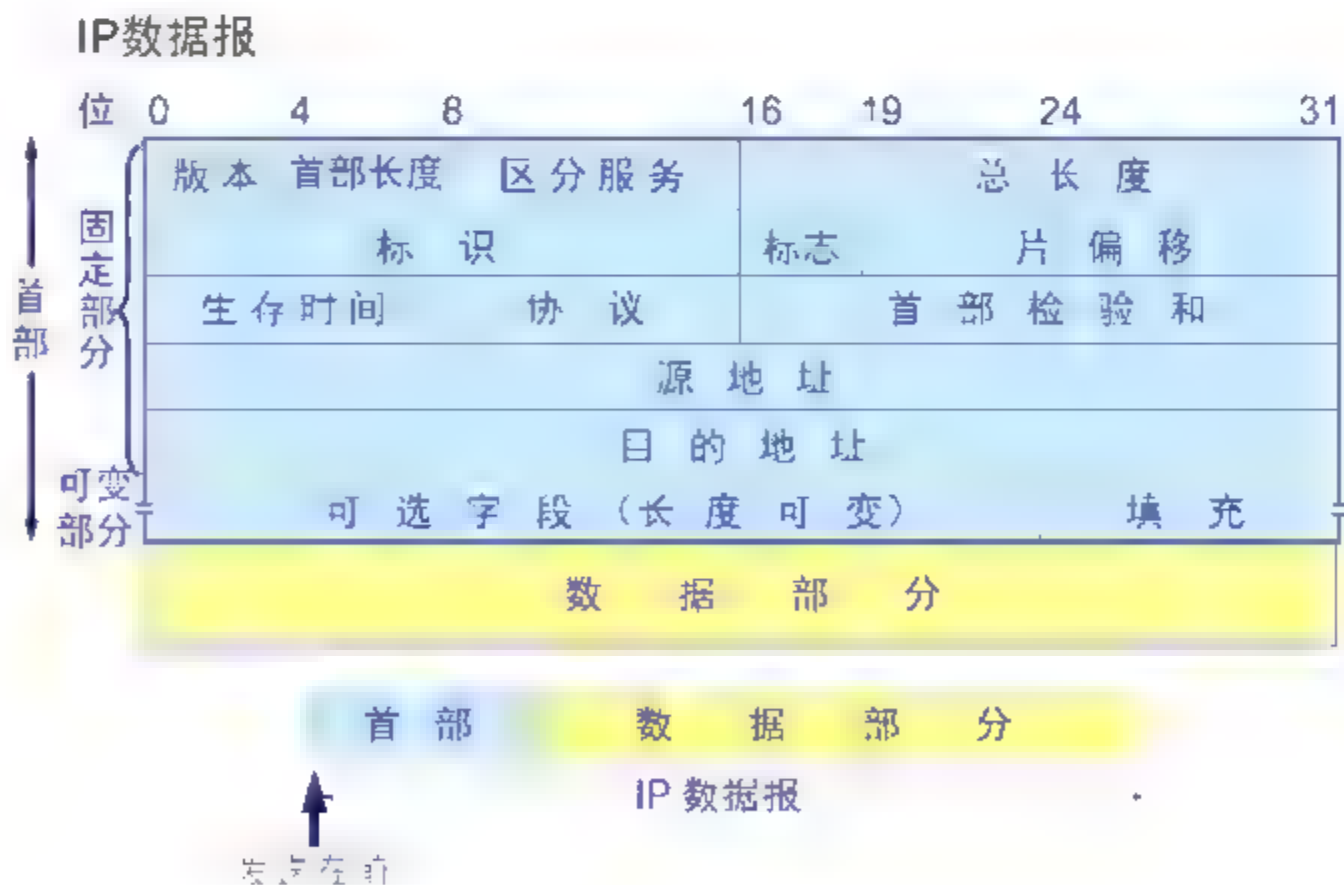 IP数据报
位 0 4 8 16 19 24 31
版本 首部长度 区分服务 总长度
标识 标志 片偏移
生存时间 协议 首部检验和
源地址
目的地址
可选字段（长度可变） 填充
首部
固定部分
可变部分
数据部分
首部 数据部分
IP 数据报